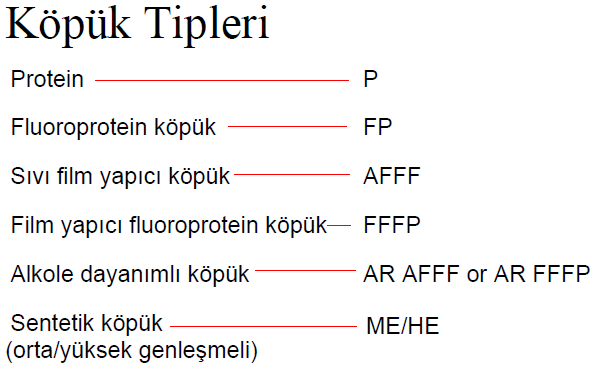 Köpük Tipleri
Protein P
Fluoroprotein köpük FP
Sıvı film yapıcı köpük AFFF
Film yapıcı fluoroprotein köpük FFFP
Alkole dayanımlı köpük AR AFFF or AR FFFP
Sentetik köpük ME/HE
(orta/yüksek genleşmeli)